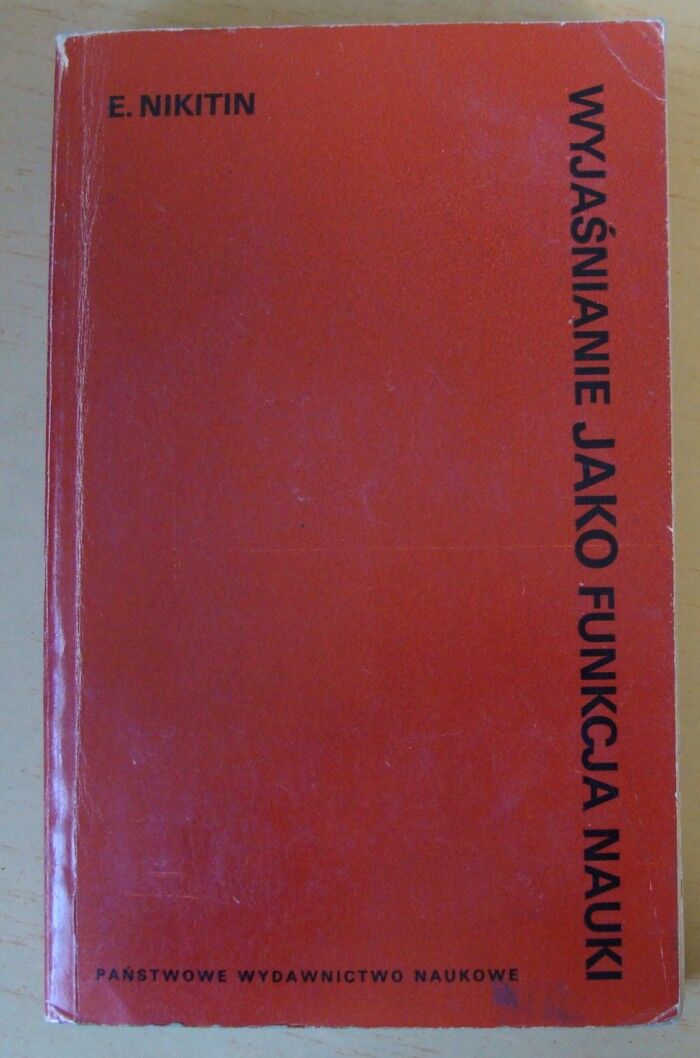 E. NIKITIN
WYJAŚNIANIE JAKO FUNKCJA NAUKI
PAŃSTWOWE WYDAWNICTWO NAUKOWE